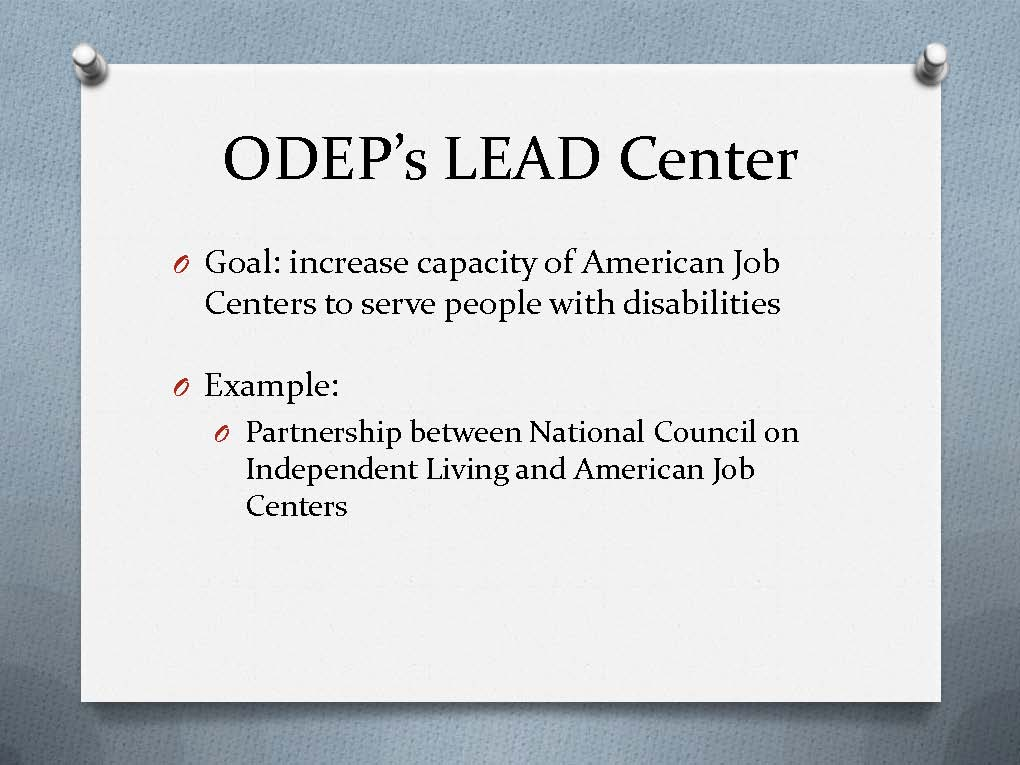 ODEP’s LEAD Center
O Goal: increase capacity of American Job
Centers to serve people with disabilities
O Example:
O Partnership between National Council on
Independent Living and American Job
Centers